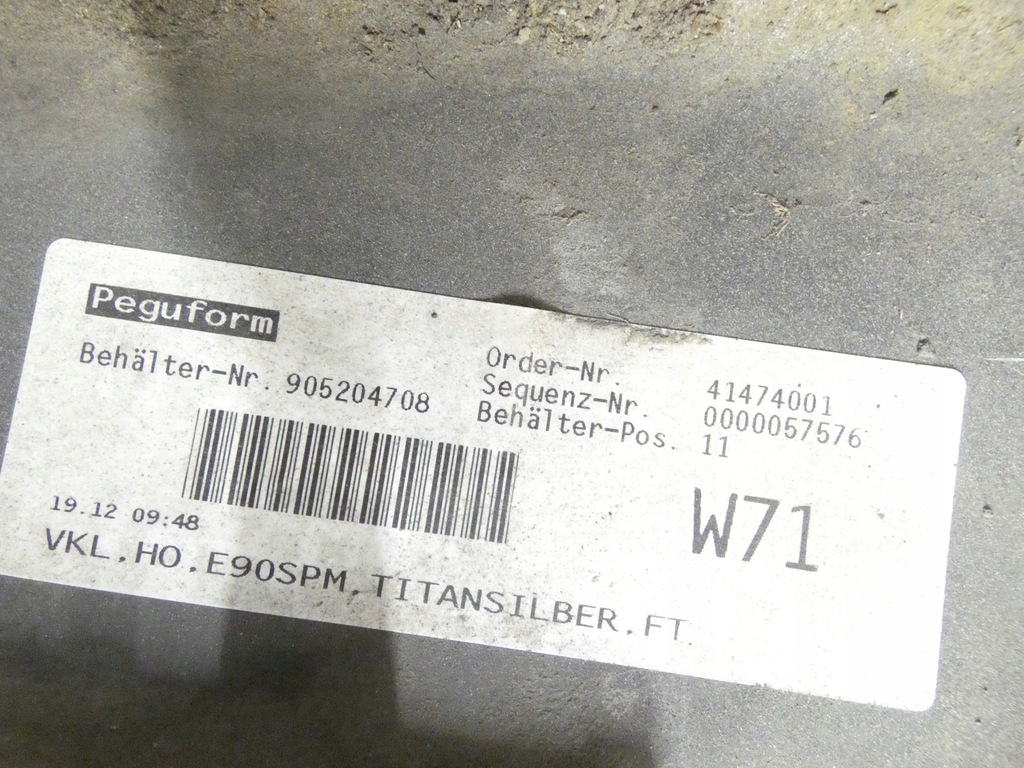 Peguform
Behälter-Nr. 905204708
Order-Nr. 41474001
Sequenz-Nr. 0000057576
Behälter-Pos. 11
W71
19.12 09:48
VKL.HO.E90SPM.TITANSILBER.FT